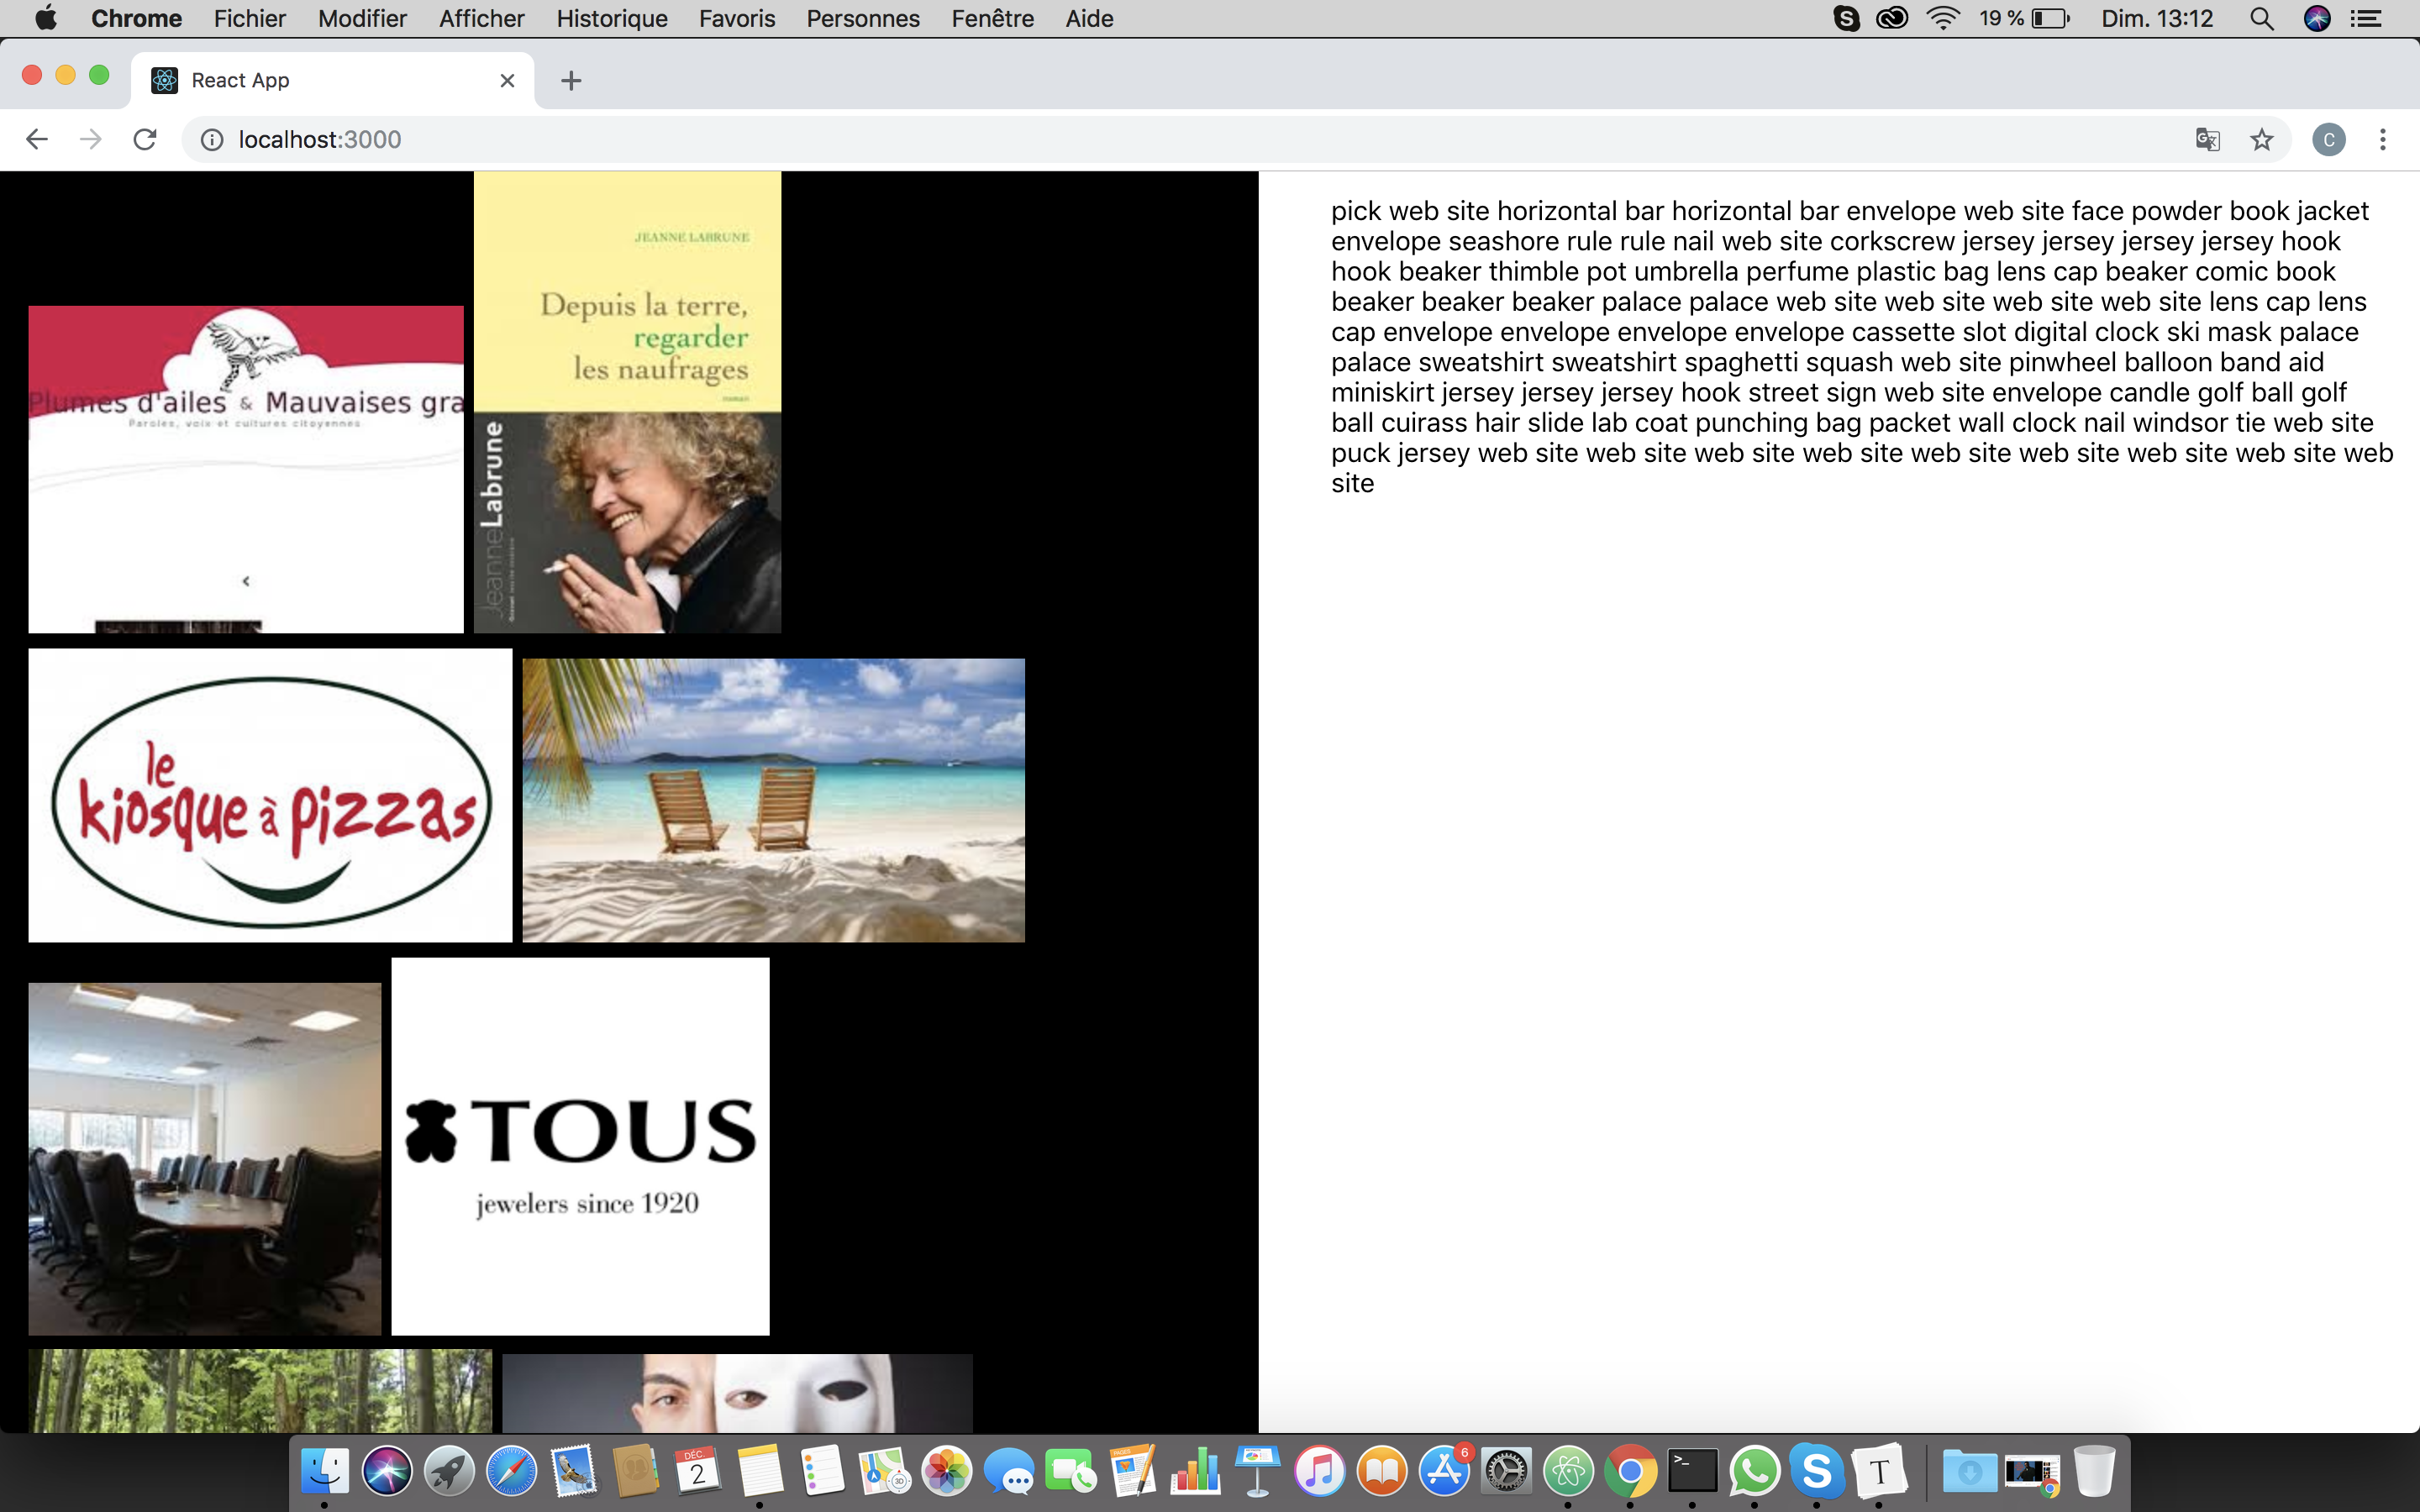 Chrome Fichier Modifier Afficher Historique Favoris Personnes Fenêtre Aide
19 % Dim. 13:12
React App
localhost:3000
C
Plumes d'ailes & Mauvaises gra
Paroles, voix et cultures citoyennes
JEANNE LABRUNE
Depuis la terre,
regarder
les naufrages
roman
JeanneLabrune
le
kiosque à pizzas
TOUS
jewelers since 1920
pick web site horizontal bar horizontal bar envelope web site face powder book jacket
envelope seashore rule rule nail web site corkscrew jersey jersey jersey jersey hook
hook beaker thimble pot umbrella perfume plastic bag lens cap beaker comic book
beaker beaker beaker palace palace web site web site web site web site lens cap lens
cap envelope envelope envelope envelope cassette slot digital clock ski mask palace
palace sweatshirt sweatshirt spaghetti squash web site pinwheel balloon band aid
miniskirt jersey jersey jersey hook street sign web site envelope candle golf ball golf
ball cuirass hair slide lab coat punching bag packet wall clock nail windsor tie web site
puck jersey web site web site web site web site web site web site web site web site web
site
DÉC.
2
3D
PAGES
6
>_
S
T